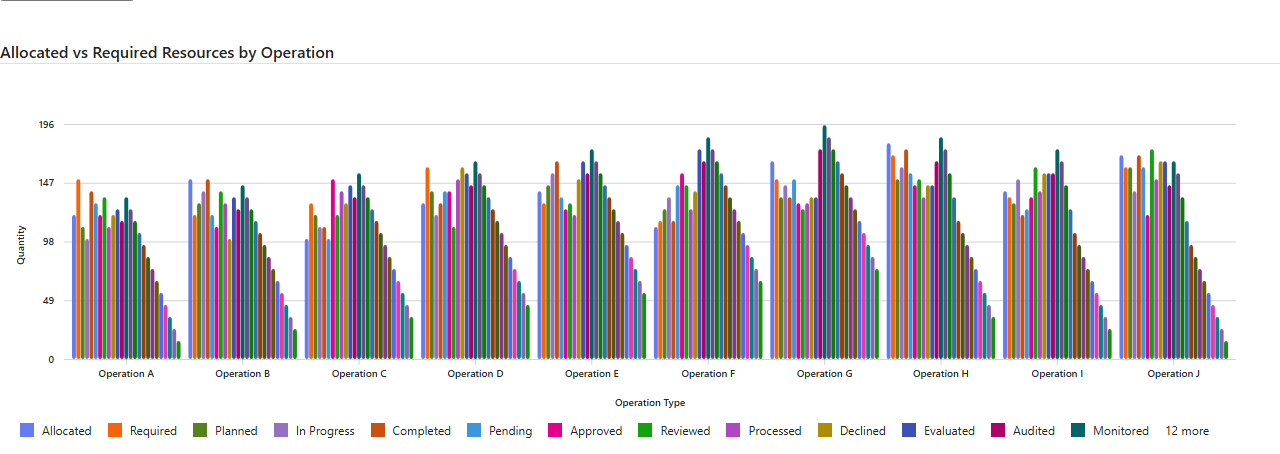 Allocated vs Required Resources by Operation
196
147
98
49
0
Quantity
Operation A Operation B Operation C Operation D Operation E Operation F Operation G Operation H Operation I Operation J
Operation Type
Allocated Required Planned In Progress Completed Pending Approved Reviewed Processed Declined Evaluated Audited Monitored 12 more